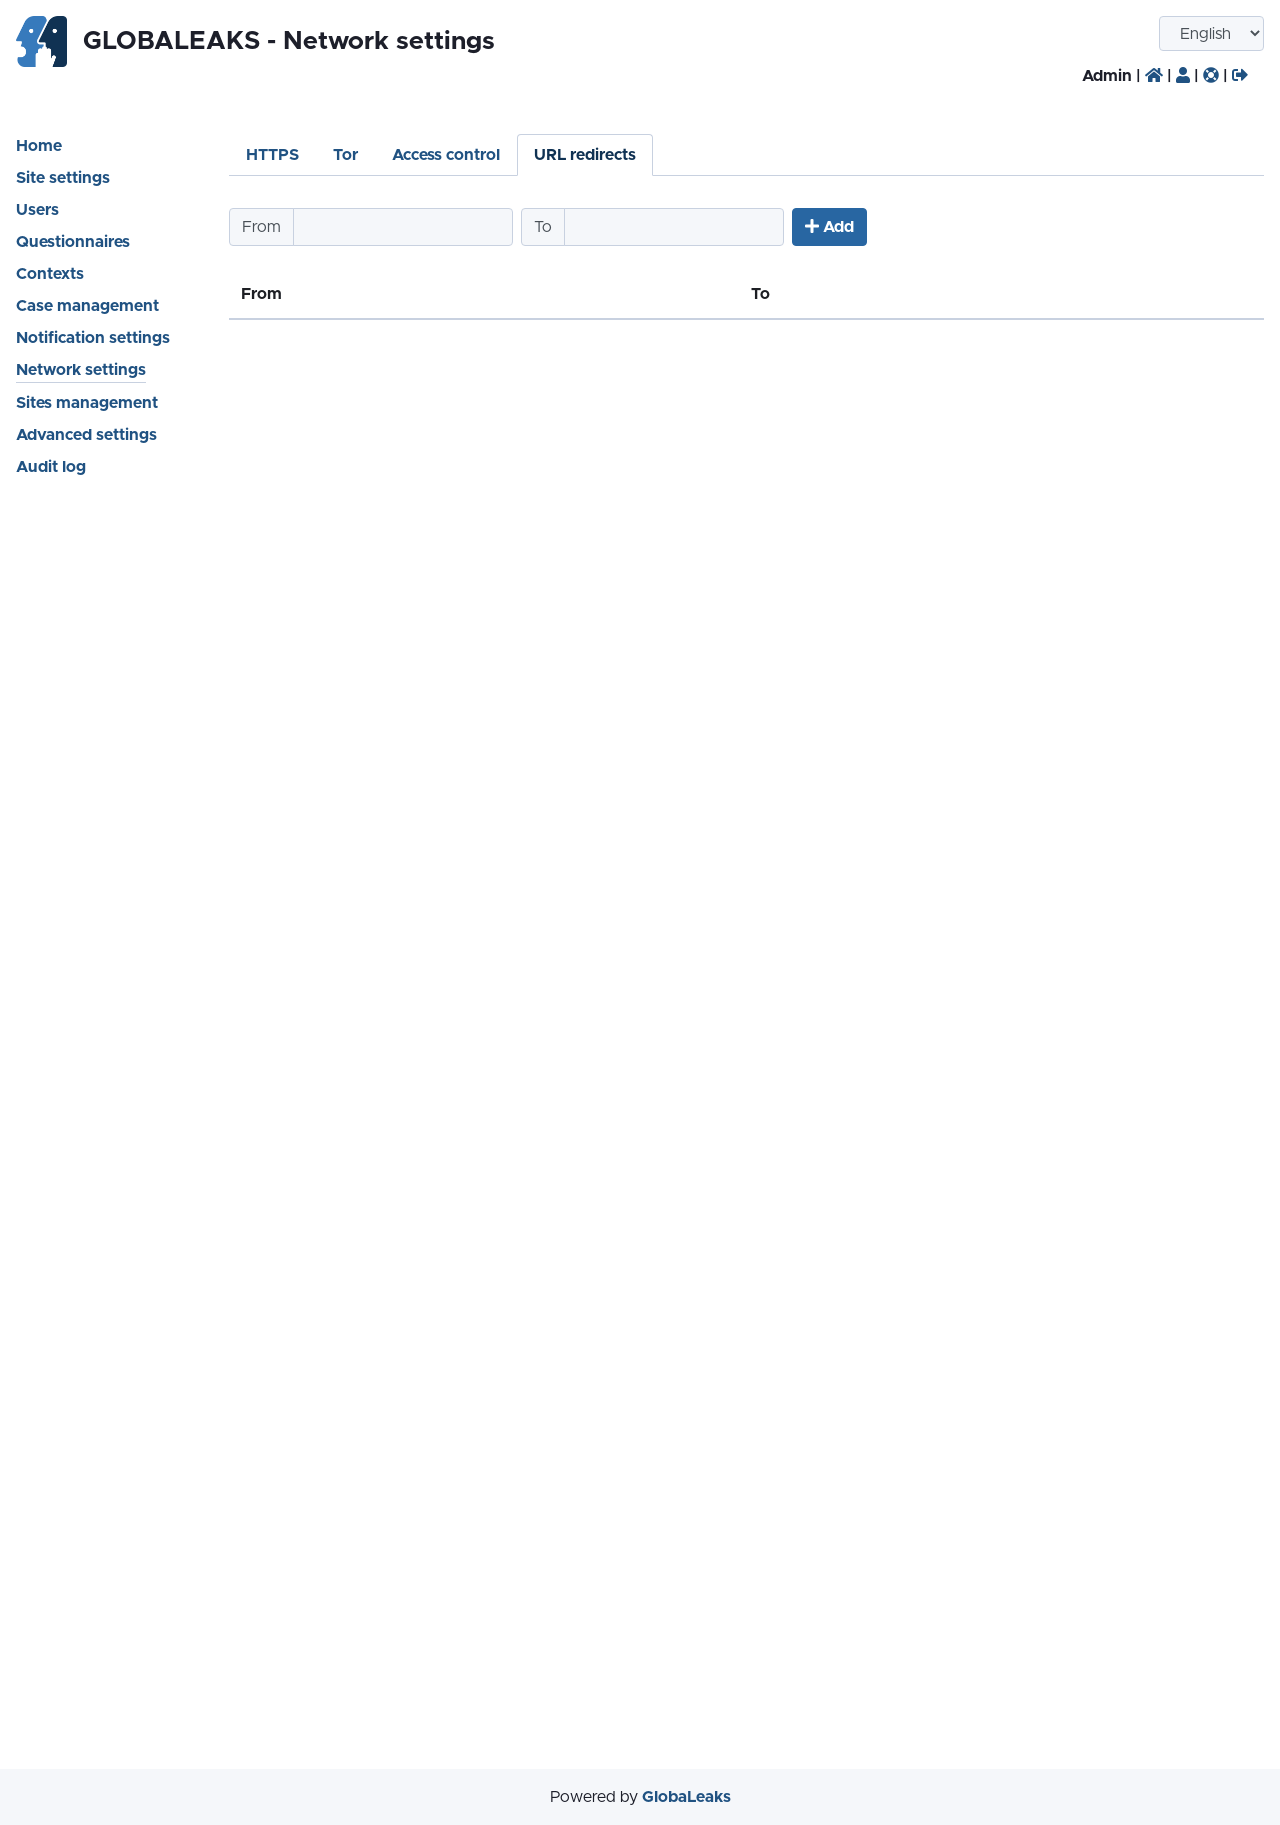 GLOBALEAKS - Network settings
English
Admin | | | |
Home
Site settings
Users
Questionnaires
Contexts
Case management
Notification settings
Network settings
Sites management
Advanced settings
Audit log
HTTPS Tor Access control URL redirects
From To Add
From To
Powered by GlobaLeaks